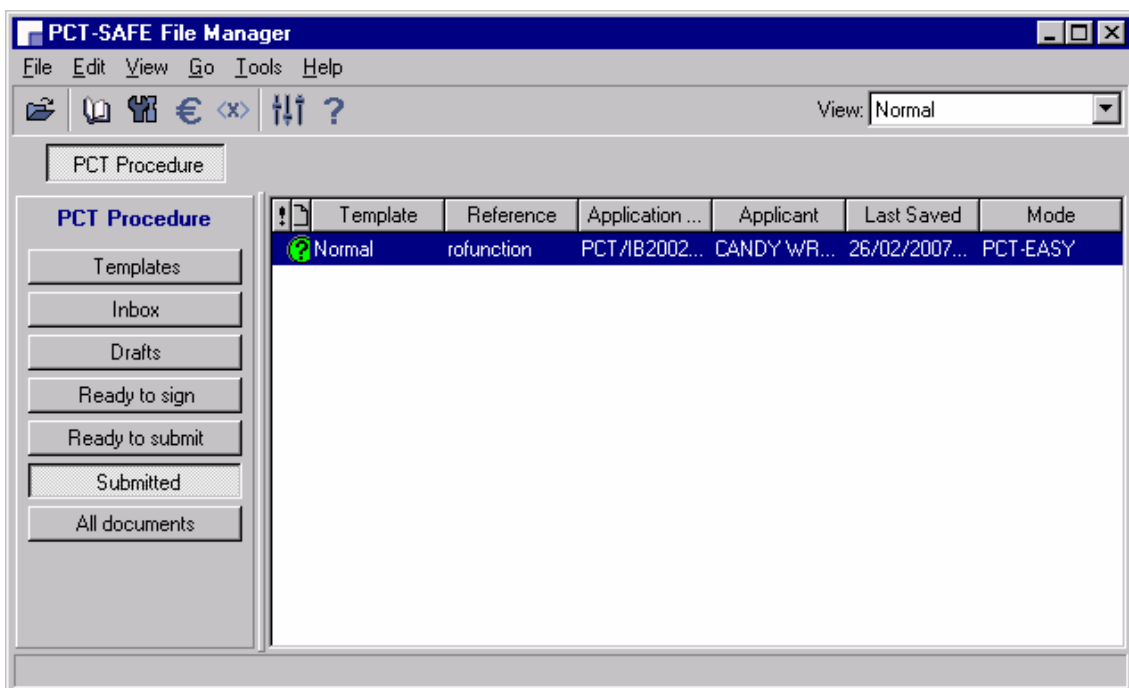 PCT-SAFE File Manager
File Edit View Go Tools Help
€ <x> ? View: Normal
PCT Procedure
PCT Procedure
! Template Reference Application ... Applicant Last Saved Mode
? Normal rofunction PCT/IB2002... CANDY WR... 26/02/2007... PCT-EASY
Templates
Inbox
Drafts
Ready to sign
Ready to submit
Submitted
All documents